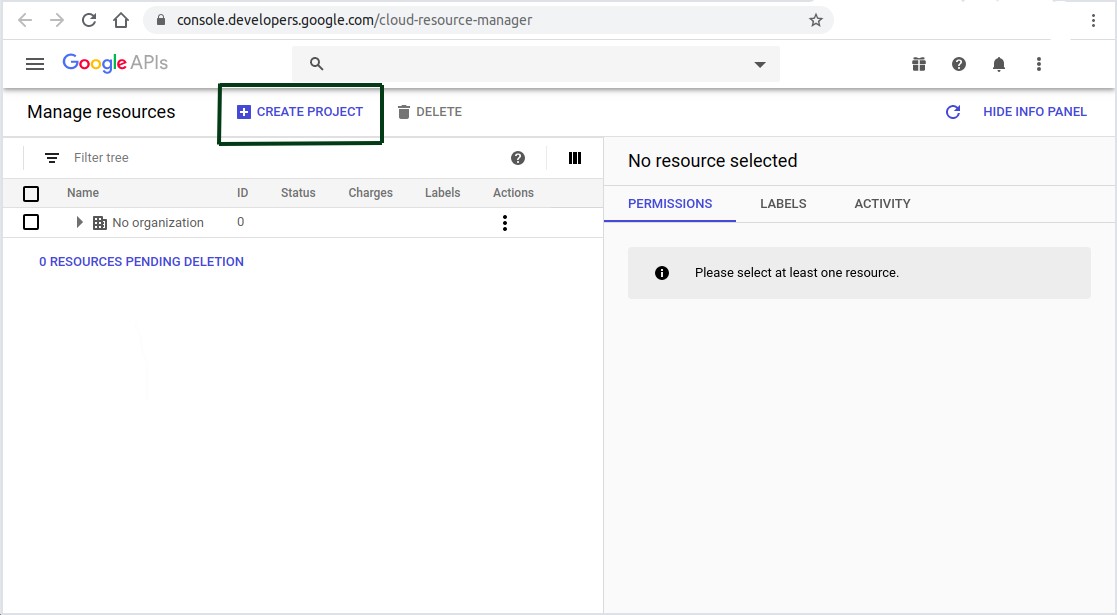 console.developers.google.com/cloud-resource-manager
Google APIs
Manage resources CREATE PROJECT DELETE HIDE INFO PANEL
Filter tree
Name ID Status Charges Labels Actions
No organization 0
0 RESOURCES PENDING DELETION
No resource selected
PERMISSIONS LABELS ACTIVITY
Please select at least one resource.